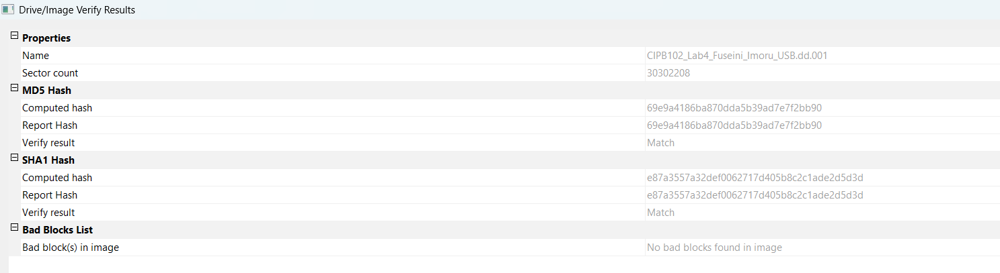 Drive/Image Verify Results
Properties
Name CIPB102_Lab4_Fuseini_Imoru_USB.dd.001
Sector count 30302208
MD5 Hash
Computed hash 69e9a4186ba870dda5b39ad7e7f2bb90
Report Hash 69e9a4186ba870dda5b39ad7e7f2bb90
Verify result Match
SHA1 Hash
Computed hash e87a3557a32def0062717d405b8c2c1ade2d5d3d
Report Hash e87a3557a32def0062717d405b8c2c1ade2d5d3d
Verify result Match
Bad Blocks List
Bad block(s) in image No bad blocks found in image